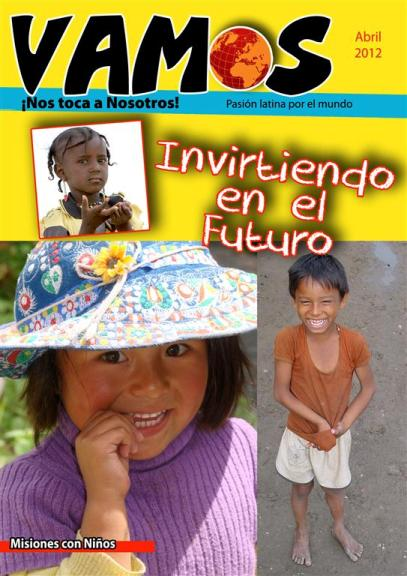 VAMOS
Abril
2012
¡Nos toca a Nosotros!
Pasión latina por el mundo
Invirtiendo
en el
Futuro
Misiones con Niños